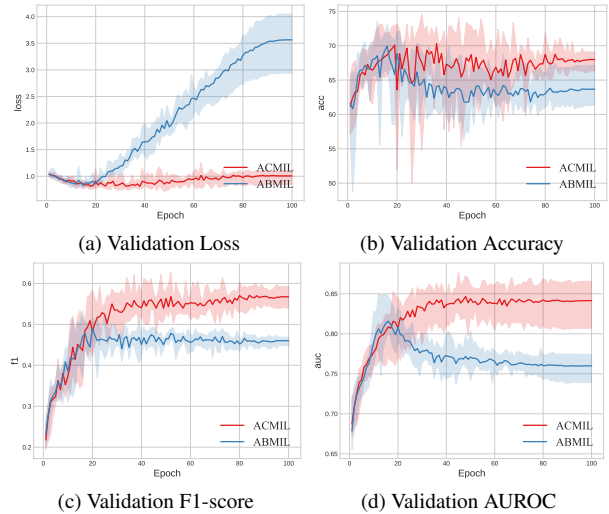 4.0
3.5
3.0
2.5
2.0
1.5
1.0
loss
0 20 40 60 80 100
Epoch
ACMIL
ABMIL
(a) Validation Loss
75
70
65
60
55
50
acc
0 20 40 60 80 100
Epoch
ACMIL
ABMIL
(b) Validation Accuracy
0.6
0.5
0.4
0.3
0.2
f1
0 20 40 60 80 100
Epoch
ACMIL
ABMIL
(c) Validation F1-score
0.85
0.80
0.75
0.70
0.65
auc
0 20 40 60 80 100
Epoch
ACMIL
ABMIL
(d) Validation AUROC